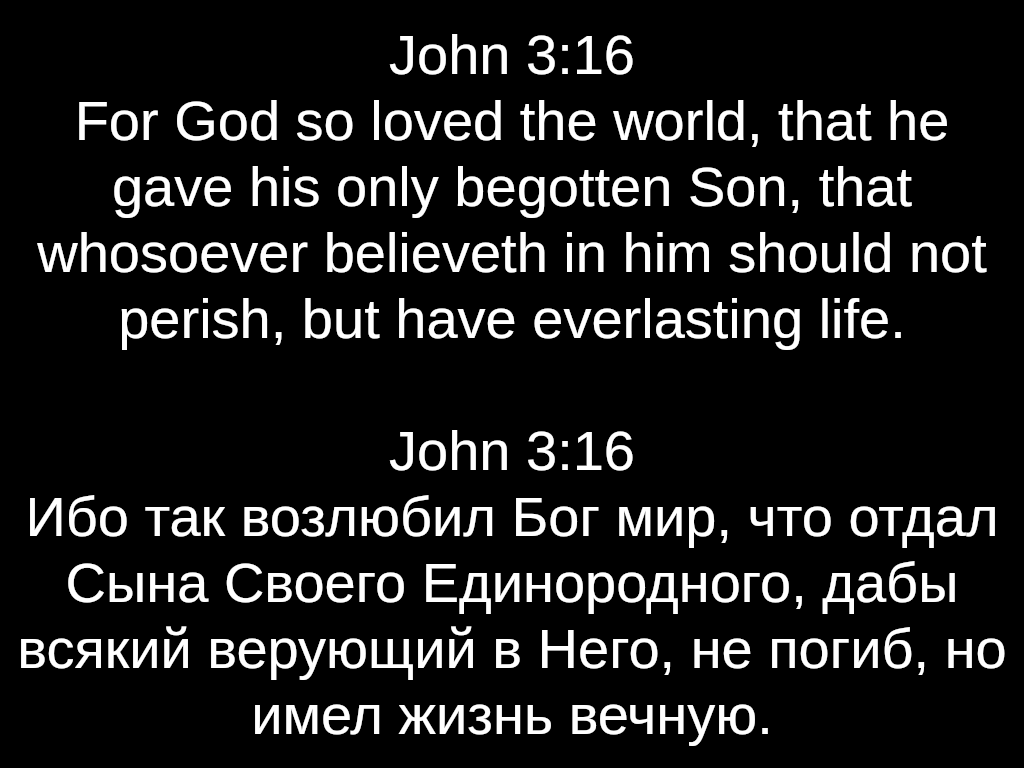 John 3:16
For God so loved the world, that he
gave his only begotten Son, that
whosoever believeth in him should not
perish, but have everlasting life.
John 3:16
Ибо так возлюбил Бог мир, что отдал
Сына Своего Единородного, дабы
всякий верующий в Него, не погиб, но
имел жизнь вечную.